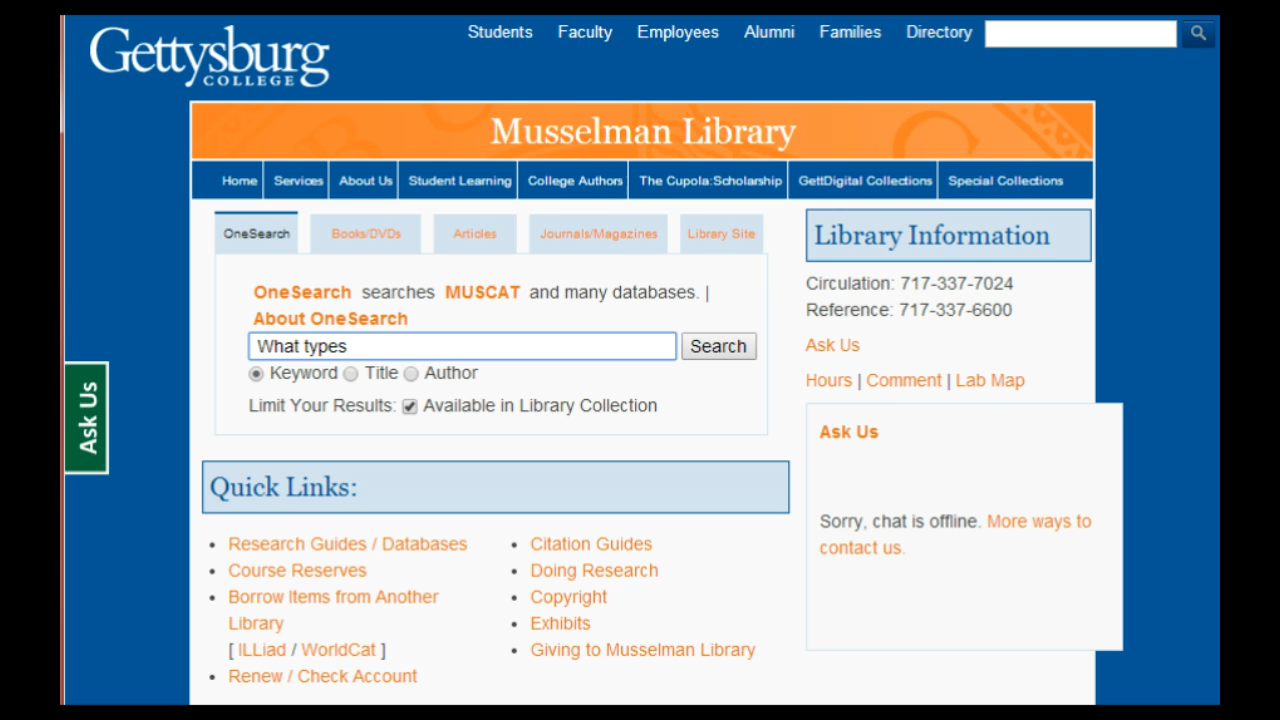 Gettysburg
COLLEGE
Students Faculty Employees Alumni Families Directory
Musselman Library
Home Services About Us Student Learning College Authors The Cupola:Scholarship GettDigital Collections Special Collections
OneSearch Books/DVDs Articles Journals/Magazines Library Site
OneSearch searches MUSCAT and many databases. |
About OneSearch
What types Search
Keyword Title Author
Limit Your Results: Available in Library Collection
Library Information
Circulation: 717-337-7024
Reference: 717-337-6600
Ask Us
Hours | Comment | Lab Map
Ask Us
Sorry, chat is offline. More ways to
contact us.
Ask Us
Quick Links:
• Research Guides / Databases
• Course Reserves
• Borrow Items from Another
Library
[ ILLiad / WorldCat ]
• Renew / Check Account
• Citation Guides
• Doing Research
• Copyright
• Exhibits
• Giving to Musselman Library